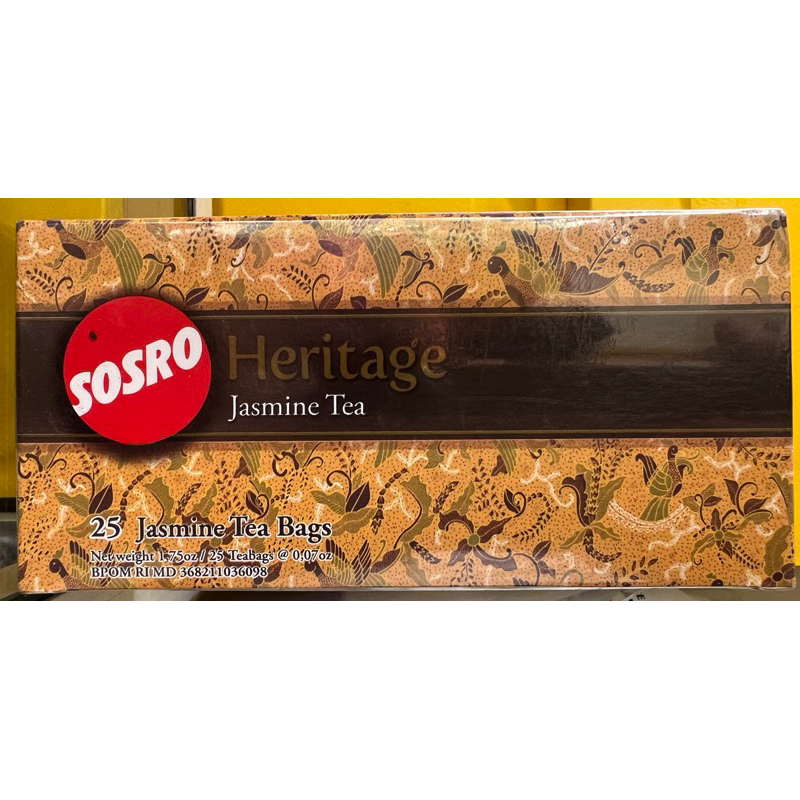 SOSRO
Heritage
Jasmine Tea
25 Jasmine Tea Bags
Net weight 1.75oz / 25 Teabags @ 0.07oz
BPOM RI MD 368211036098